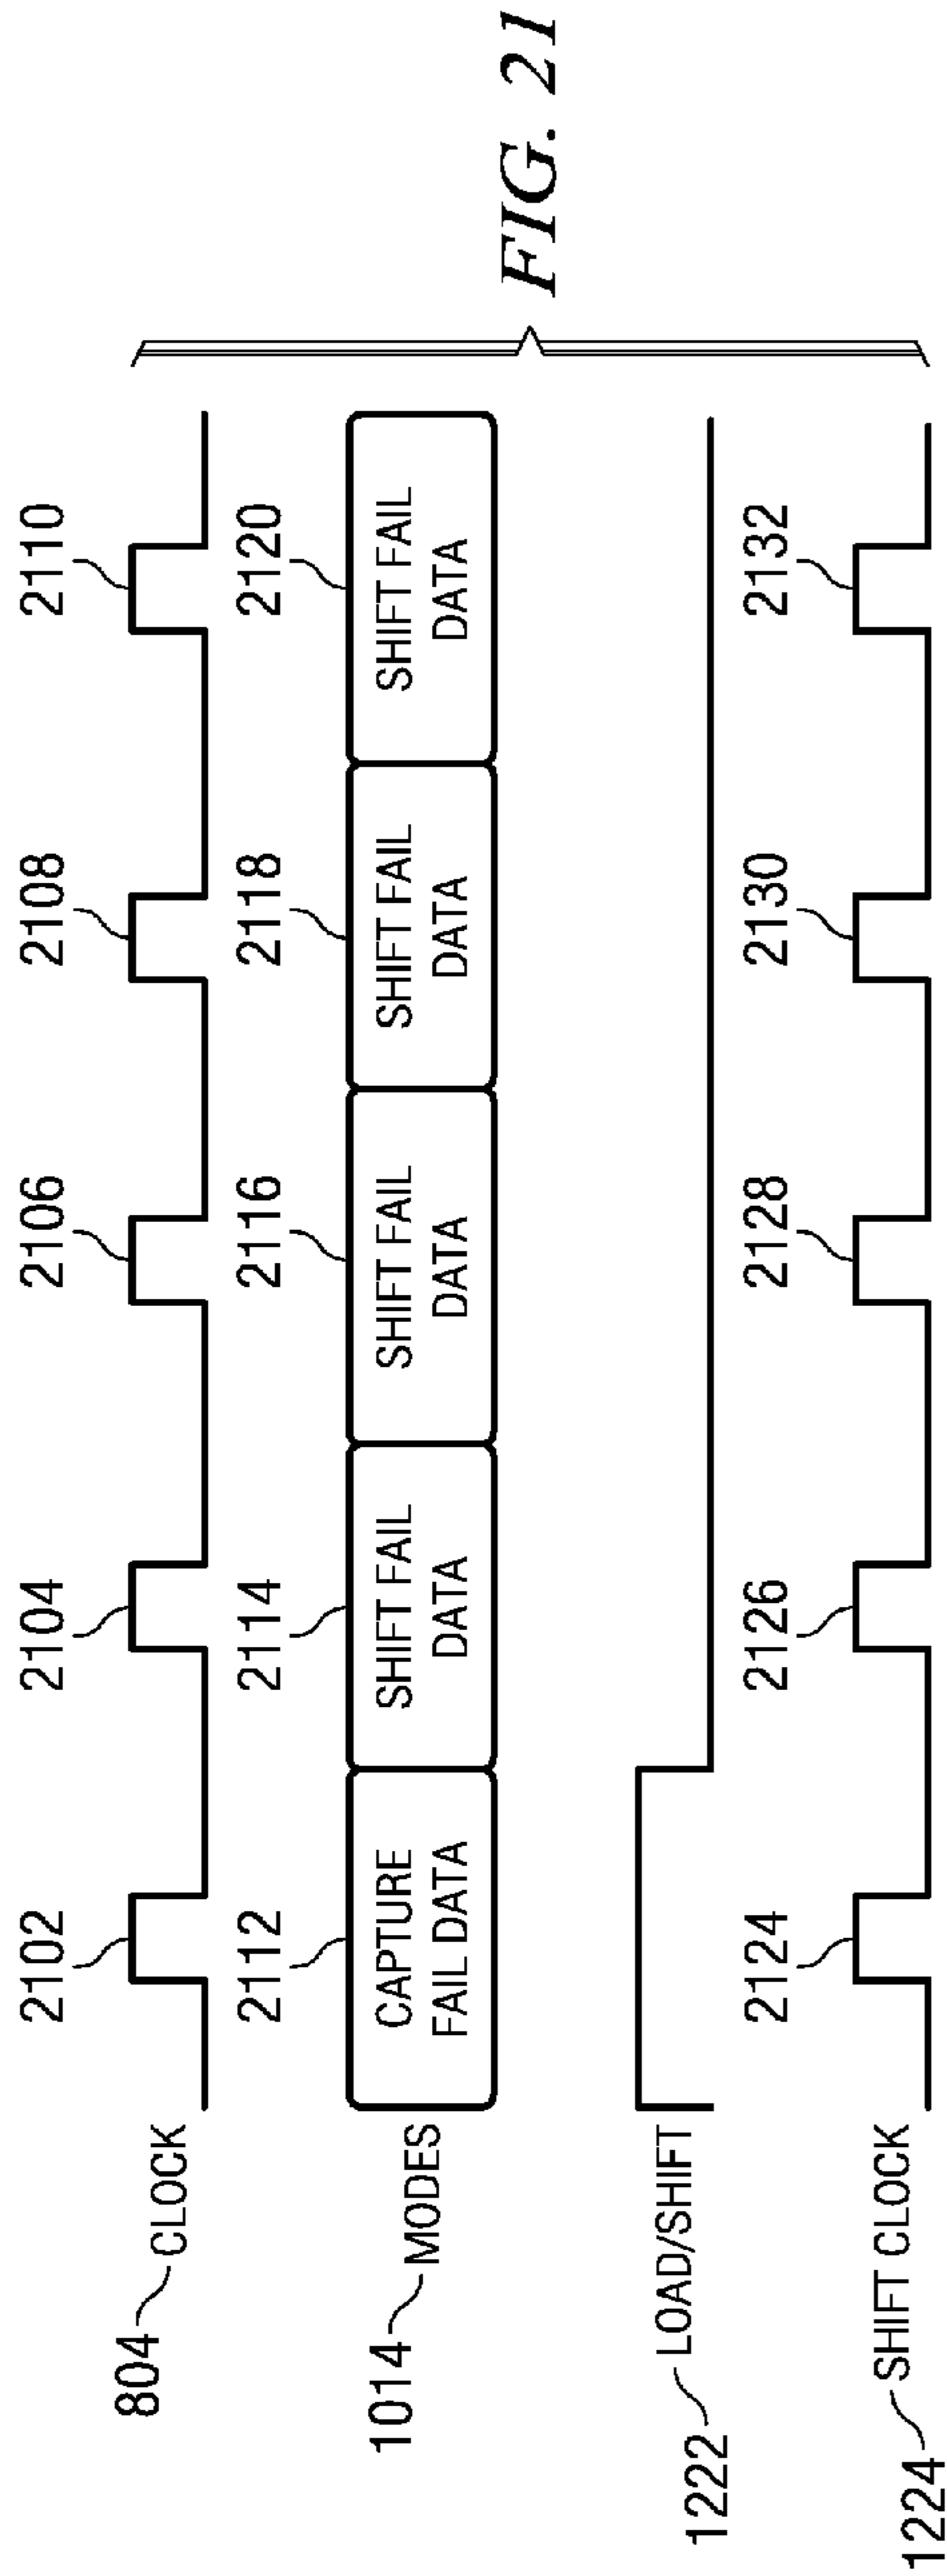 804 CLOCK
2102
2104
2106
2108
2110
1014 MODES
2112
2114
2116
2118
2120
CAPTURE
FAIL DATA
SHIFT FAIL
DATA
SHIFT FAIL
DATA
SHIFT FAIL
DATA
SHIFT FAIL
DATA
1222 LOAD/SHIFT
1224 SHIFT CLOCK
2124
2126
2128
2130
2132
FIG. 21